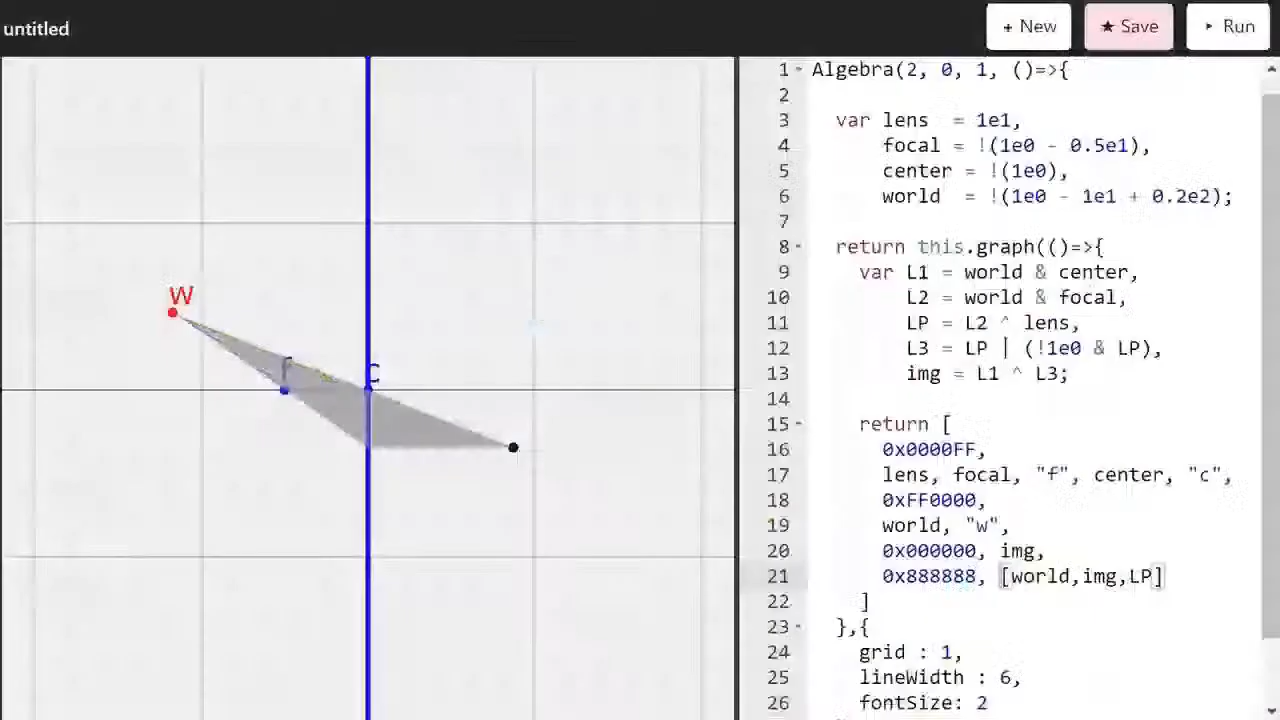 untitled
+ New ★ Save ▸ Run
W
f
c
1 Algebra(2, 0, 1, ()=>{
2
3 var lens = 1e1,
4 focal = !(1e0 - 0.5e1),
5 center = !(1e0),
6 world = !(1e0 - 1e1 + 0.2e2);
7
8 return this.graph(()=>{
9 var L1 = world & center,
10 L2 = world & focal,
11 LP = L2 ^ lens,
12 L3 = LP | (!1e0 & LP),
13 img = L1 ^ L3;
14
15 return [
16 0x0000FF,
17 lens, focal, "f", center, "c",
18 0xFF0000,
19 world, "w",
20 0x000000, img,
21 0x888888, [world,img,LP]
22 ]
23 },{
24 grid : 1,
25 lineWidth : 6,
26 fontSize: 2